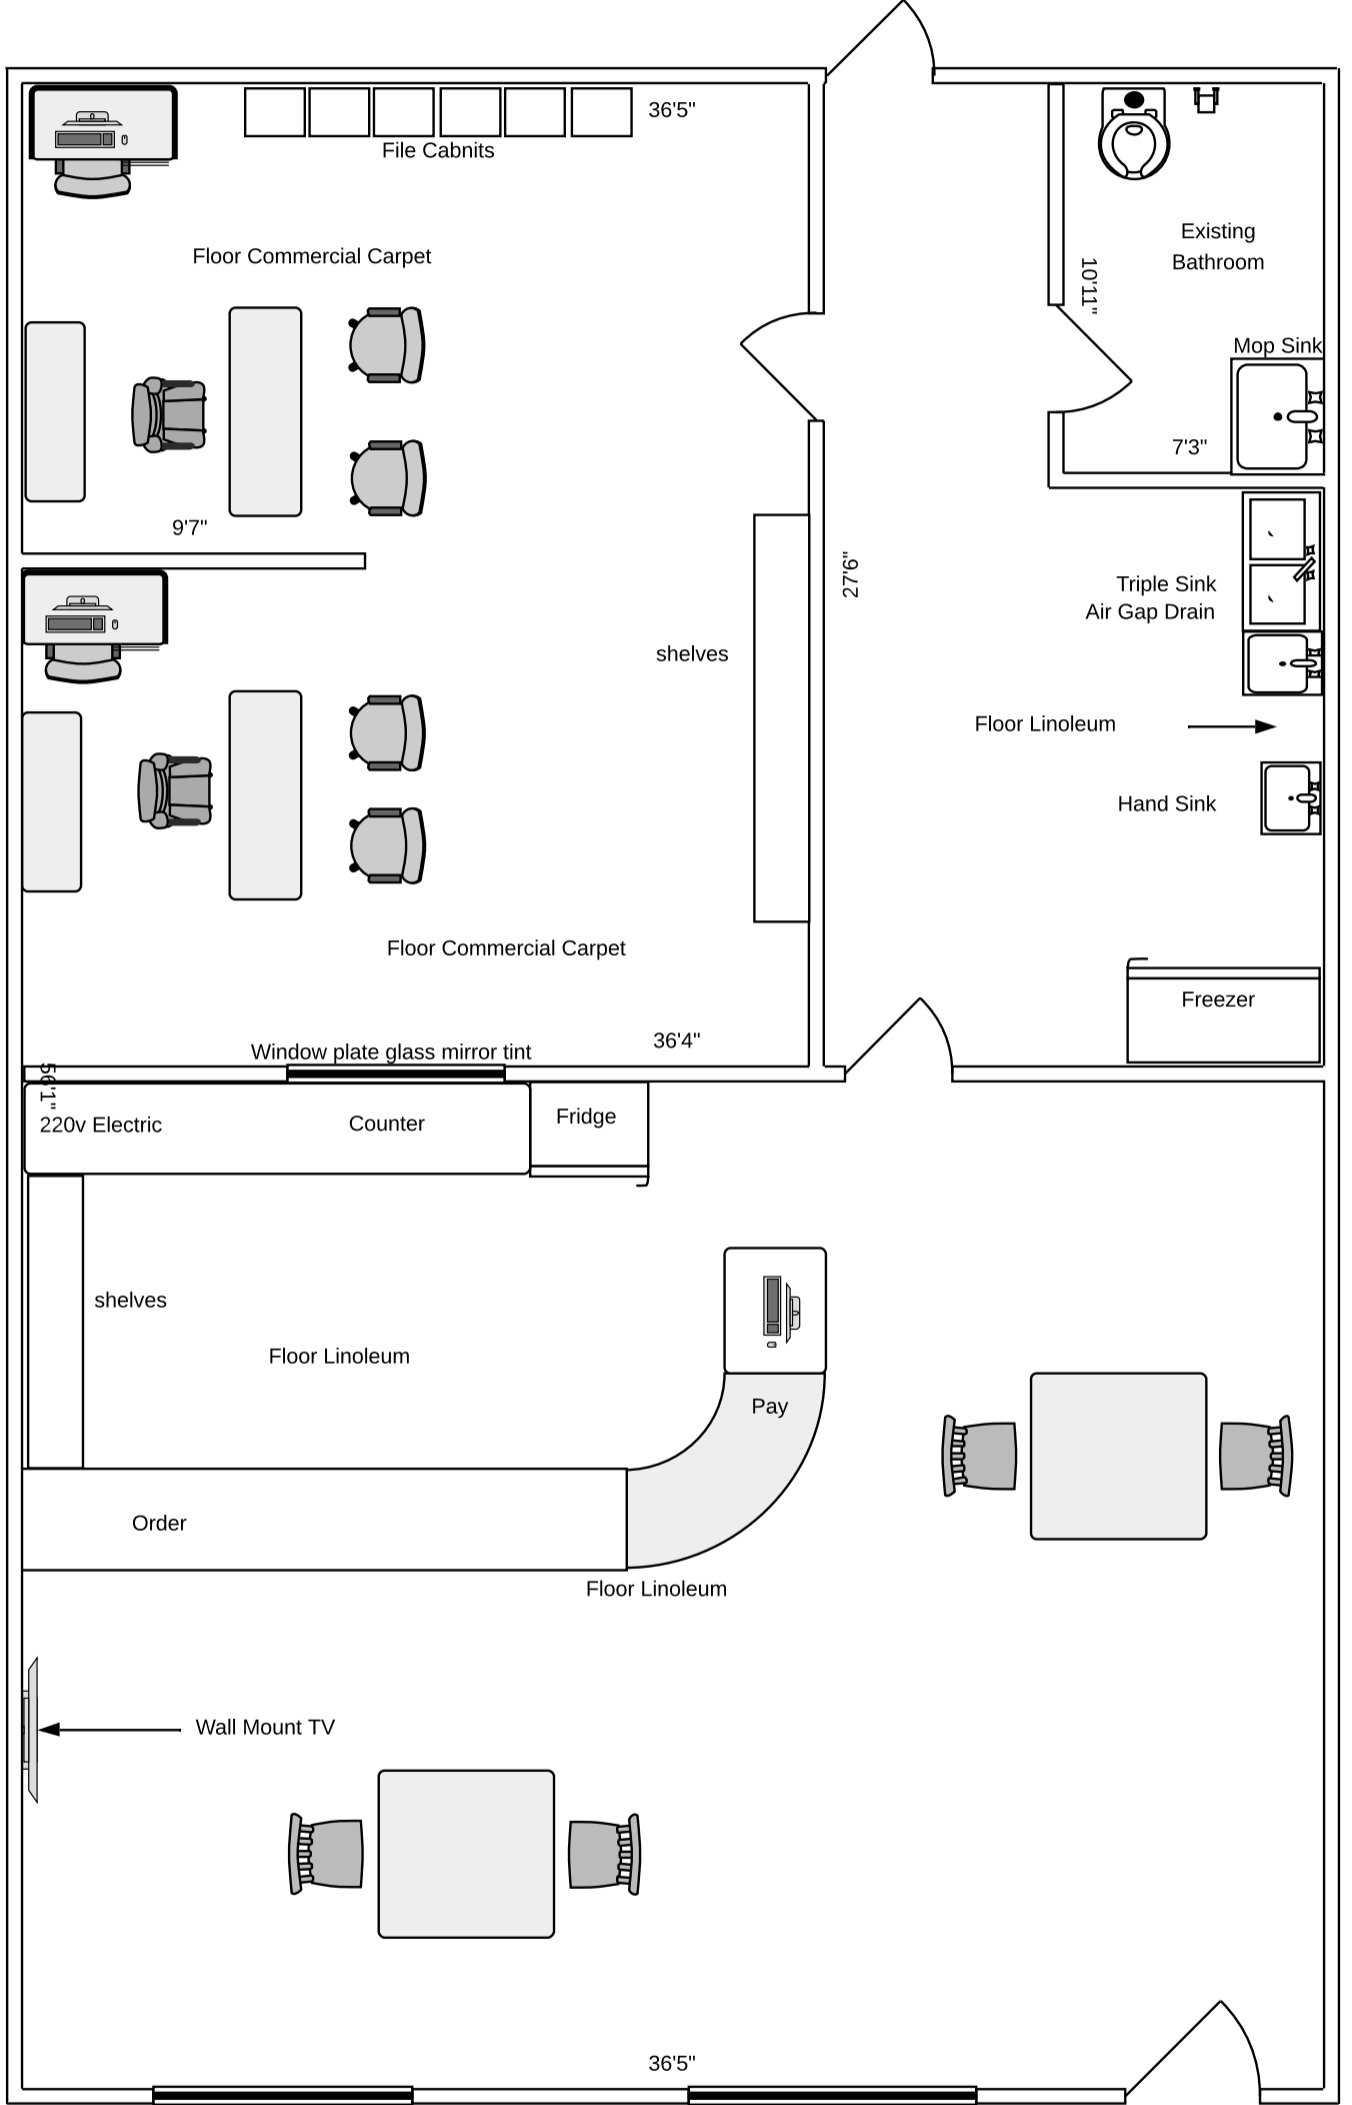 36'5"
File Cabnits
Existing
Bathroom
Floor Commercial Carpet
10'11"
Mop Sink
7'3"
9'7"
27'6"
Triple Sink
Air Gap Drain
shelves
Floor Linoleum
Hand Sink
Floor Commercial Carpet
Freezer
36'4"
Window plate glass mirror tint
56'1"
220v Electric
Counter
Fridge
shelves
Floor Linoleum
Pay
Order
Floor Linoleum
Wall Mount TV
36'5"